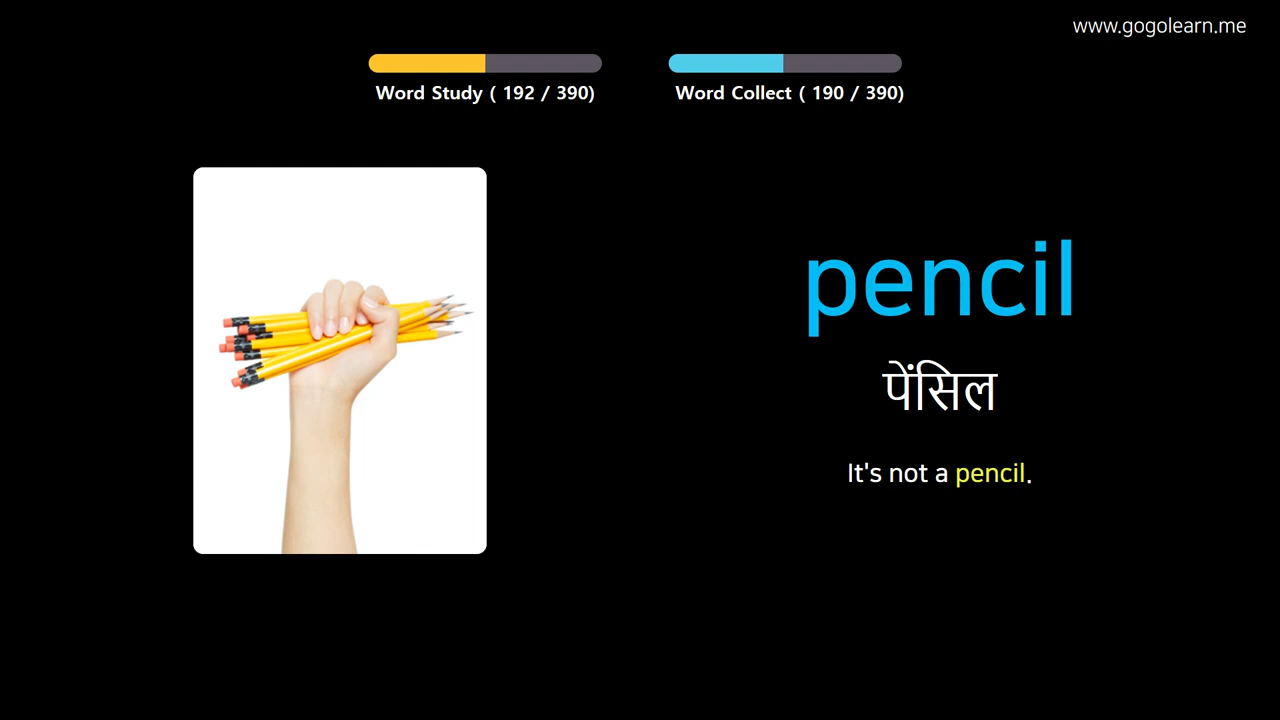 www.gogolearn.me
Word Study ( 192 / 390)
Word Collect ( 190 / 390)
pencil
पेंसिल
It's not a pencil.